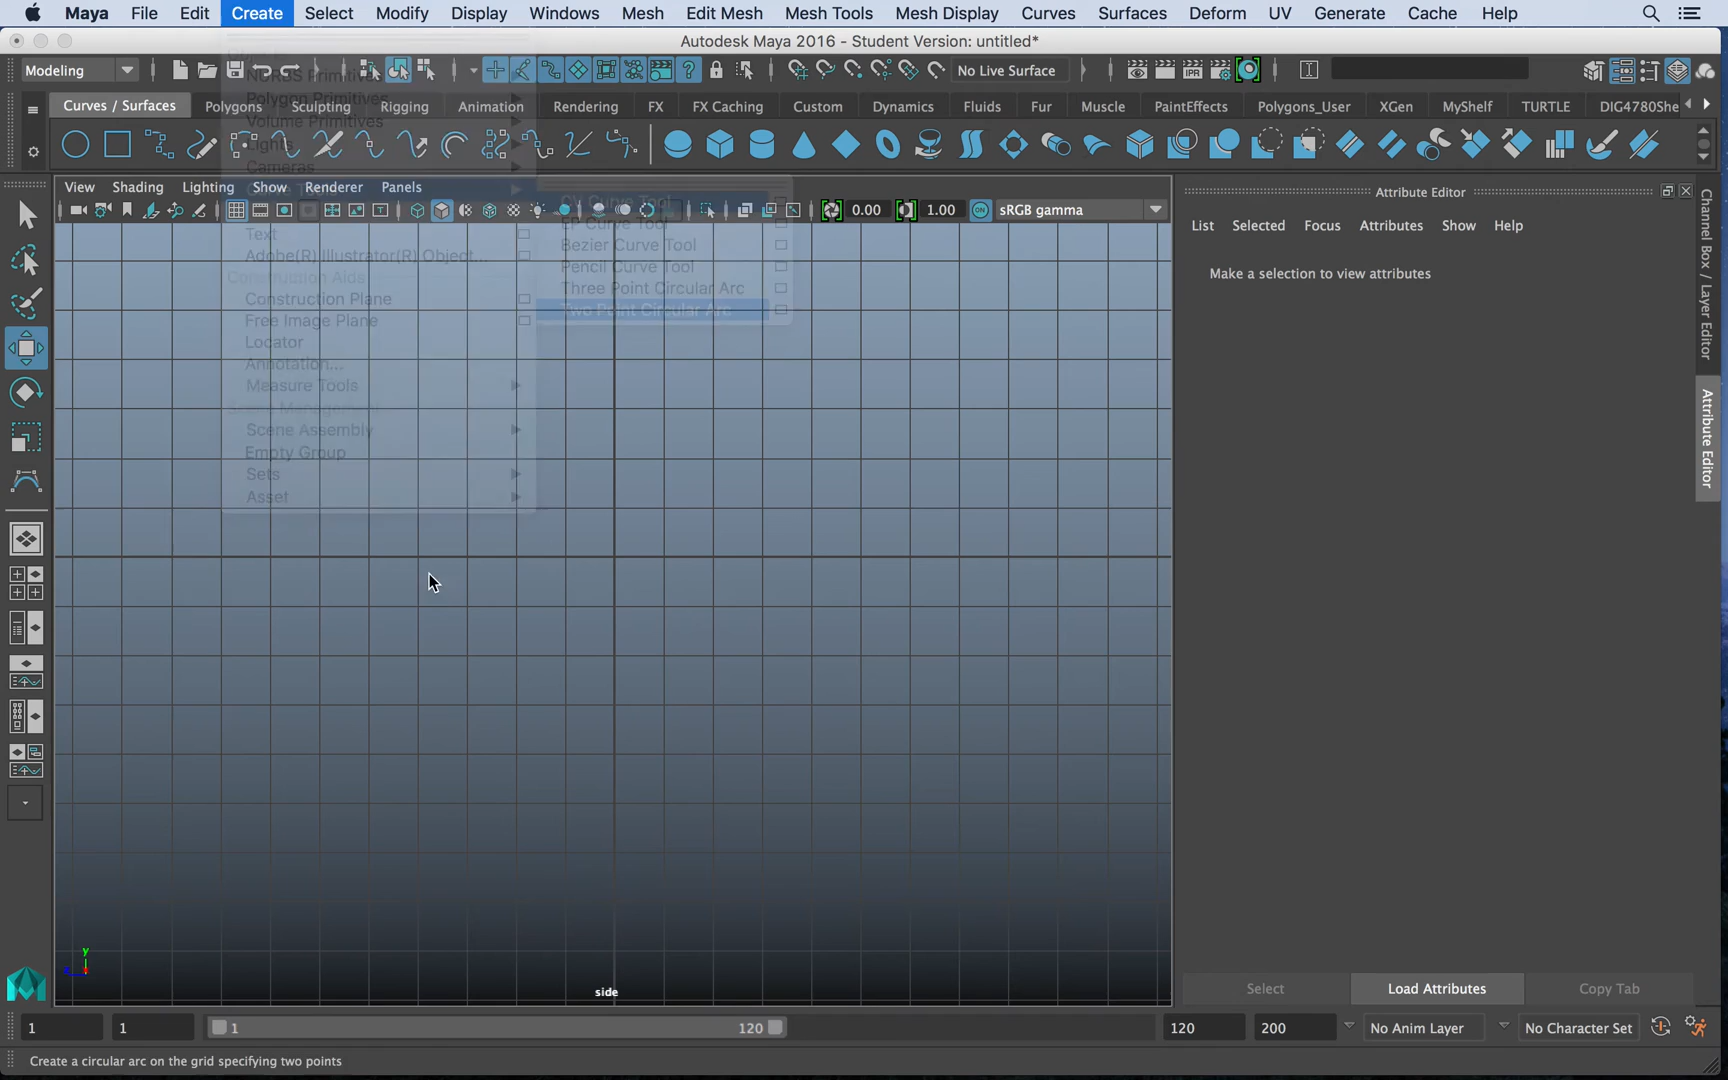 Maya File Edit Create Select Modify Display Windows Mesh Edit Mesh Mesh Tools Mesh Display Curves Surfaces Deform UV Generate Cache Help
Autodesk Maya 2016 - Student Version: untitled*
Modeling No Live Surface IPR
Curves / Surfaces Polygons Sculpting Rigging Animation Rendering FX FX Caching Custom Dynamics Fluids Fur Muscle PaintEffects Polygons_User XGen MyShelf TURTLE DIG4780She
NURBS Primitives
Polygon Primitives
Volume Primitives
Lights
Cameras
View Shading Lighting Show Renderer Panels
0.00 1.00 ON sRGB gamma
CV Curve Tool
EP Curve Tool
Bezier Curve Tool
Pencil Curve Tool
Three Point Circular Arc
Two Point Circular Arc
Text
Adobe(R) Illustrator(R) Object...
Construction Aids
Construction Plane
Free Image Plane
Locator
Annotation...
Measure Tools
Scene Management
Scene Assembly
Empty Group
Sets
Asset
Attribute Editor
List Selected Focus Attributes Show Help
Make a selection to view attributes
Channel Box / Layer Editor
Attribute Editor
y
z
side
Select Load Attributes Copy Tab
1 1 1 120 120 200 No Anim Layer No Character Set
Create a circular arc on the grid specifying two points